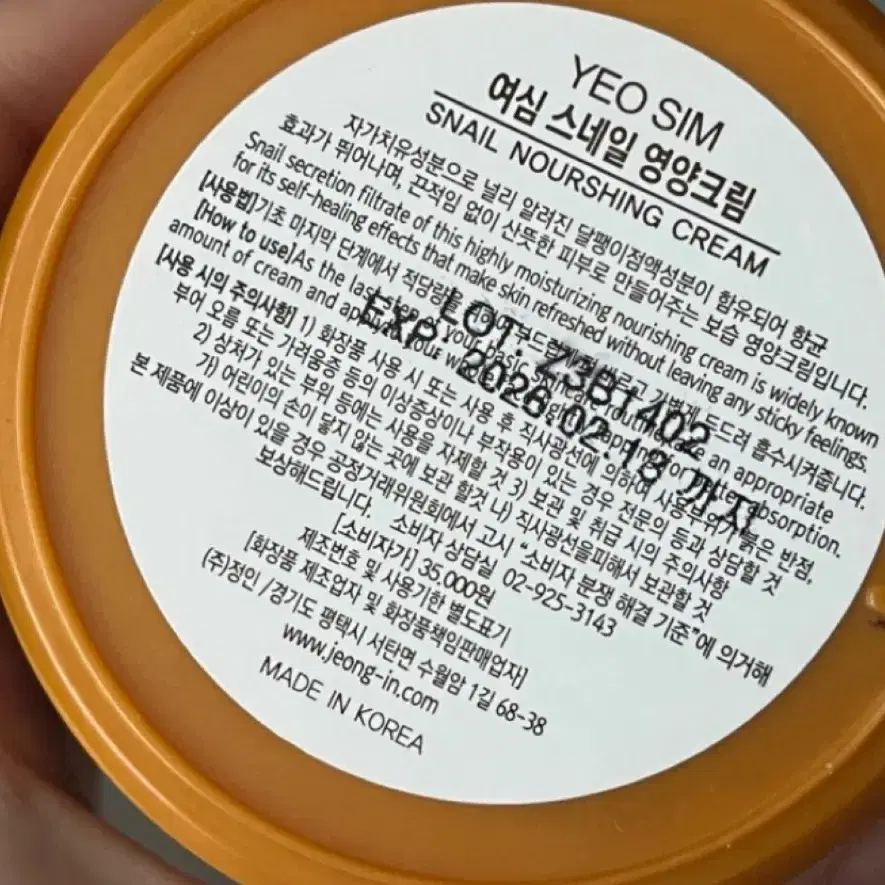 YEO SIM
여심 스네일 영양크림
SNAIL NOURSHING CREAM
자가치유성분으로 널리 알려진 달팽이점액성분이 함유되어 항균
효과가 뛰어나며, 끈적임 없이 산뜻한 피부로 만들어주는 보습 영양크림입니다.
Snail secretion filtrate of this highly moisturizing nourishing cream is widely known
for its self-healing effects that make skin refreshed without leaving any sticky feelings.
[사용법]기초 마지막 단계에서 적당량을 두드려 흡수시켜줍니다.
[How to use]As the last step of your basic an appropriate
amount of cream and apply absorption.
[사용 시의 주의사항] 1) 화장품 사용 시 또는 사용 후 직사광선에 의하여 사용부위가 붉은 반점,
부어 오름 또는 가려움증 등의 이상증상이나 부작용이 있는 경우 전문의 등과 상담할 것
2) 상처가 있는 부위 등에는 사용을 자제할 것 3) 보관 및 취급 시의 주의사항
가) 어린이의 손이 닿지 않는 곳에 보관 할것 나) 직사광선을피해서 보관할 것
본 제품에 이상이 있을 경우 공정거래위원회에서 고시 "소비자 분쟁 해결 기준"에 의거해
보상해드립니다. 소비자 상담실 02-925-3143
[소비자가] 35,000원
제조번호 및 사용기한 별도표기
[화장품 제조업자 및 화장품책임판매업자]
(주)정인 /경기도 평택시 서탄면 수월암 1길 68-38
www.jeong-in.com
MADE IN KOREA
LOT: Z3B1402
EXP: 2026.02.13 까지